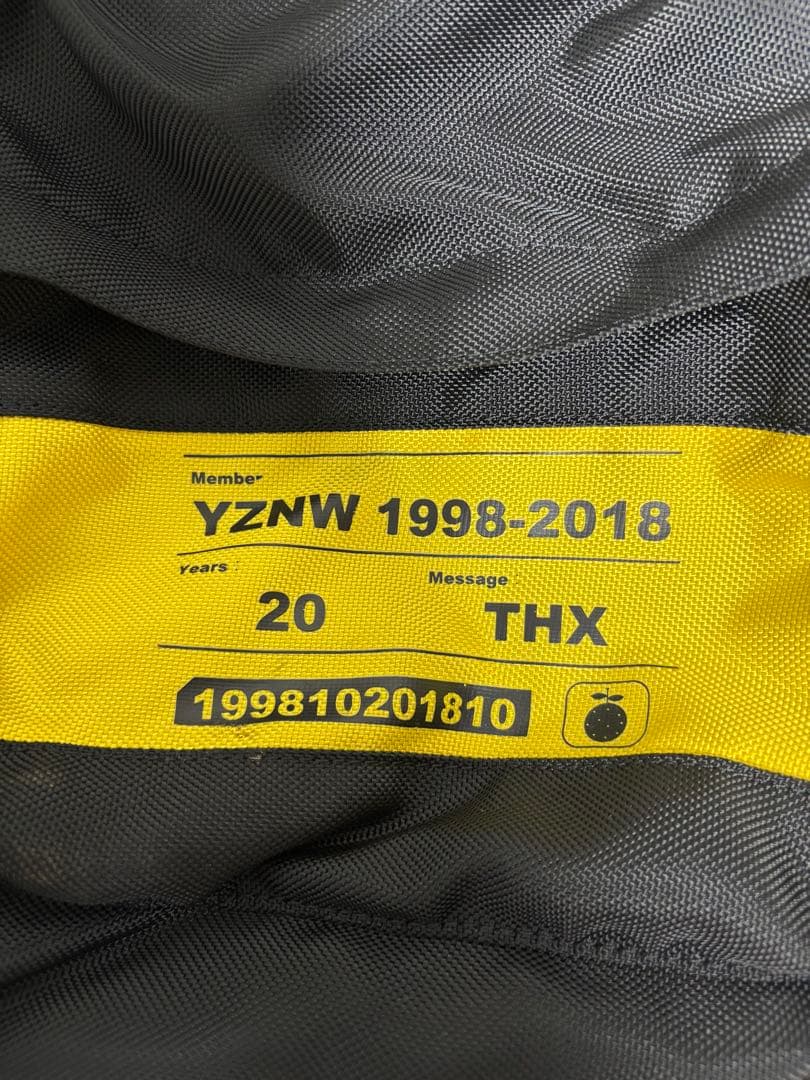 Member
YZNW 1998-2018
Years
Message
20
THX
199810201810